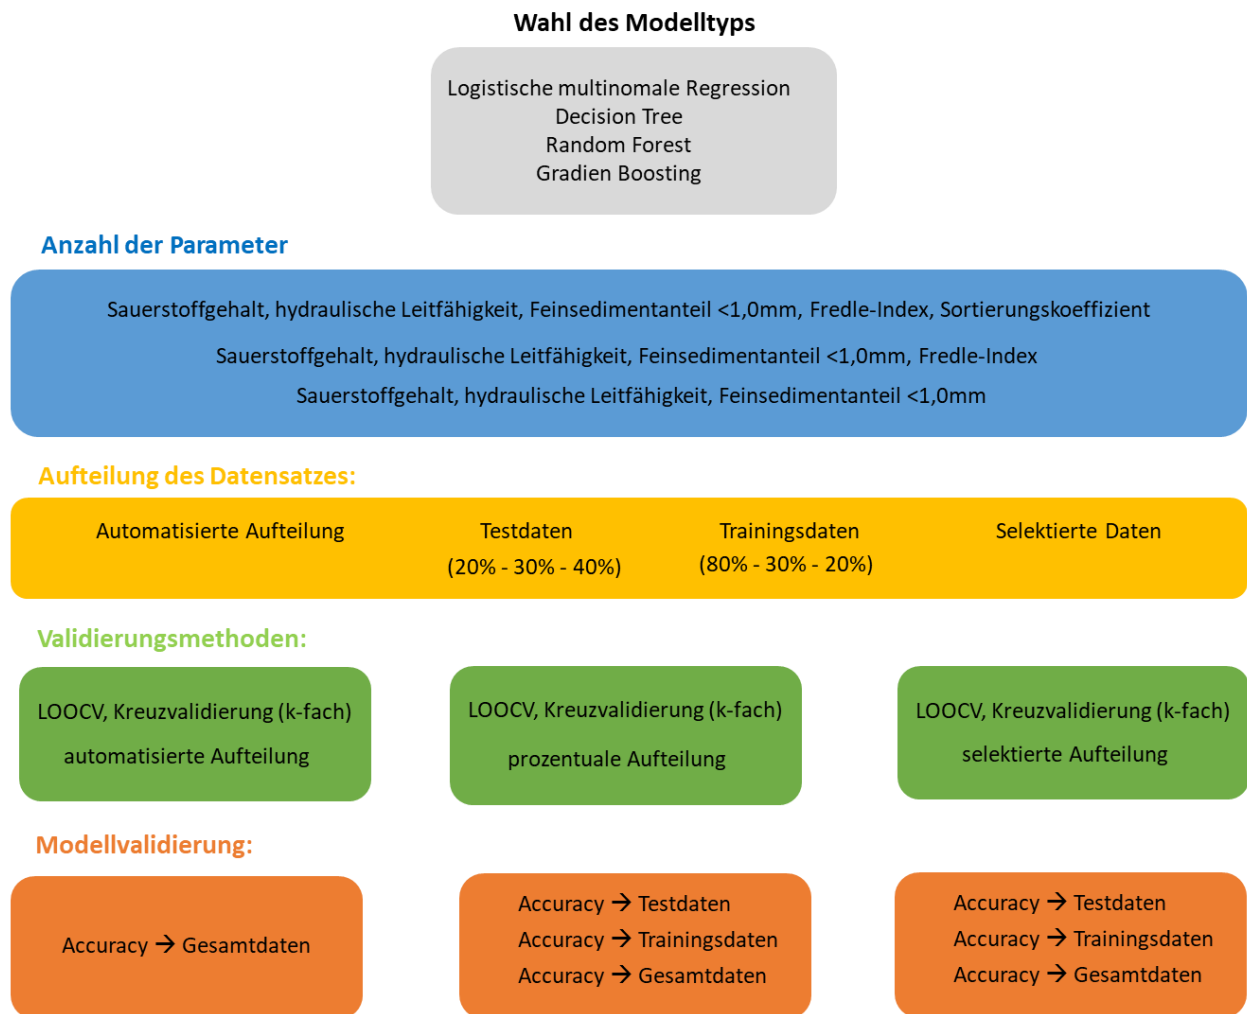 Wahl des Modelltyps
Logistische multinomale Regression
Decision Tree
Random Forest
Gradien Boosting
Anzahl der Parameter
Sauerstoffgehalt, hydraulische Leitfähigkeit, Feinsedimentanteil <1,0mm, Fredle-Index, Sortierungskoeffizient
Sauerstoffgehalt, hydraulische Leitfähigkeit, Feinsedimentanteil <1,0mm, Fredle-Index
Sauerstoffgehalt, hydraulische Leitfähigkeit, Feinsedimentanteil <1,0mm
Aufteilung des Datensatzes:
Automatisierte Aufteilung
Testdaten
(20% - 30% - 40%)
Trainingsdaten
(80% - 30% - 20%)
Selektierte Daten
Validierungsmethoden:
LOOCV, Kreuzvalidierung (k-fach)
automatisierte Aufteilung
LOOCV, Kreuzvalidierung (k-fach)
prozentuale Aufteilung
LOOCV, Kreuzvalidierung (k-fach)
selektierte Aufteilung
Modellvalidierung:
Accuracy → Gesamtdaten
Accuracy → Testdaten
Accuracy → Trainingsdaten
Accuracy → Gesamtdaten
Accuracy → Testdaten
Accuracy → Trainingsdaten
Accuracy → Gesamtdaten